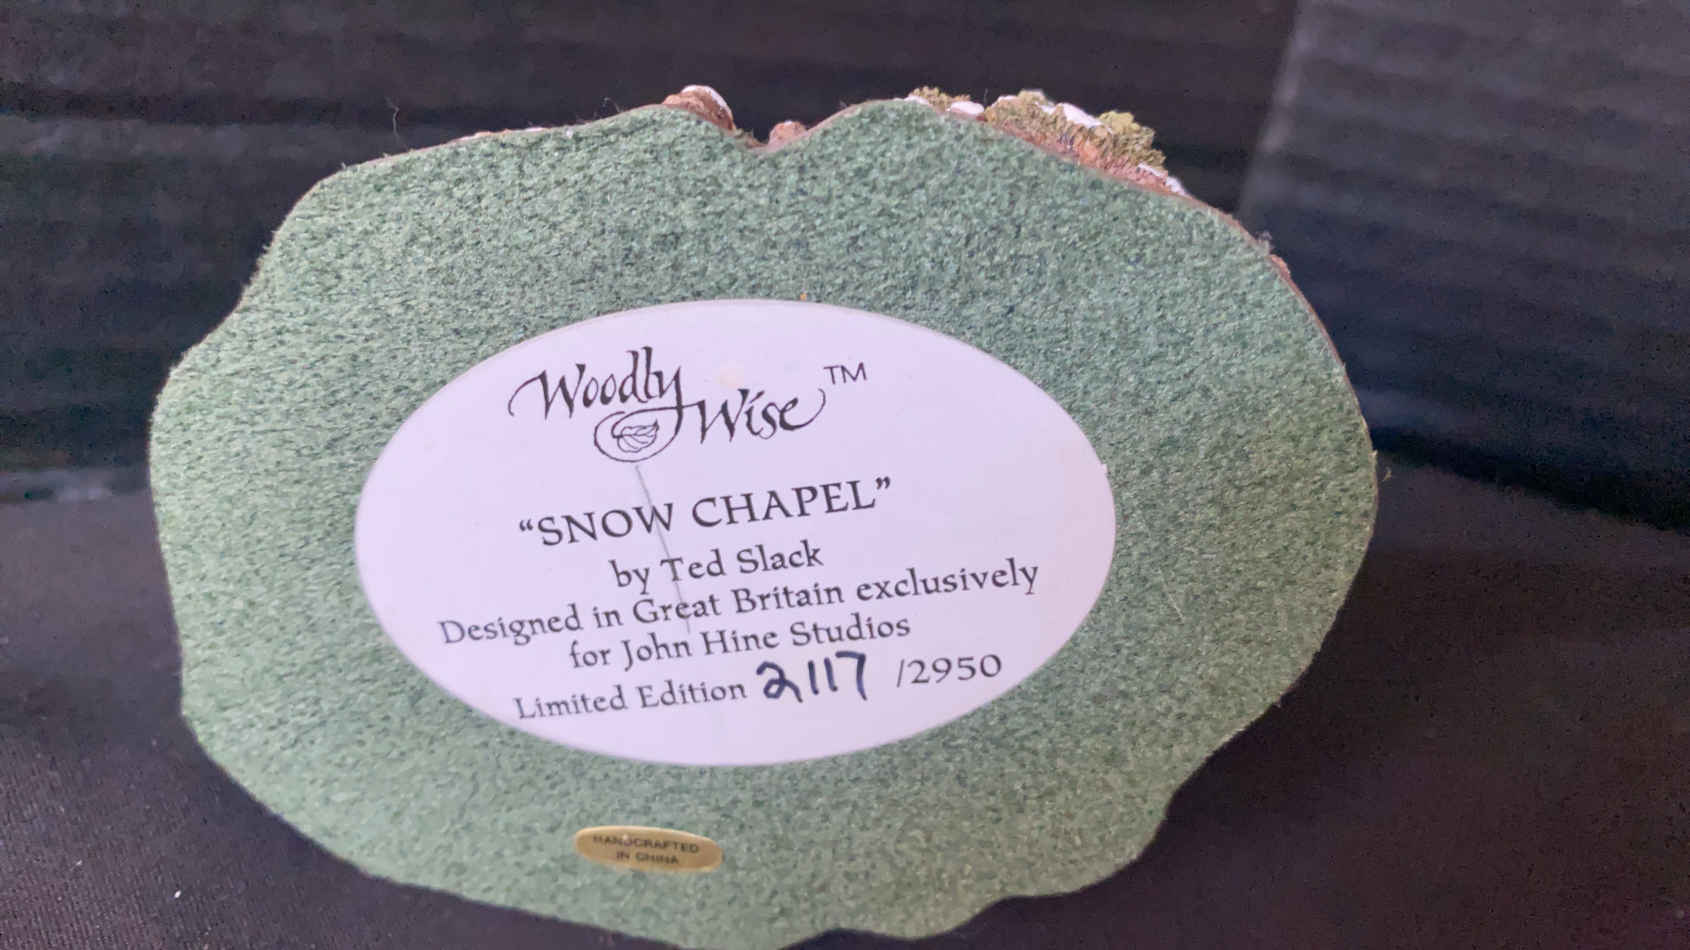 Woodly Wise™
“SNOW CHAPEL”
by Ted Slack
Designed in Great Britain exclusively
for John Hine Studios
Limited Edition 2117 /2950
HANDCRAFTED
IN CHINA